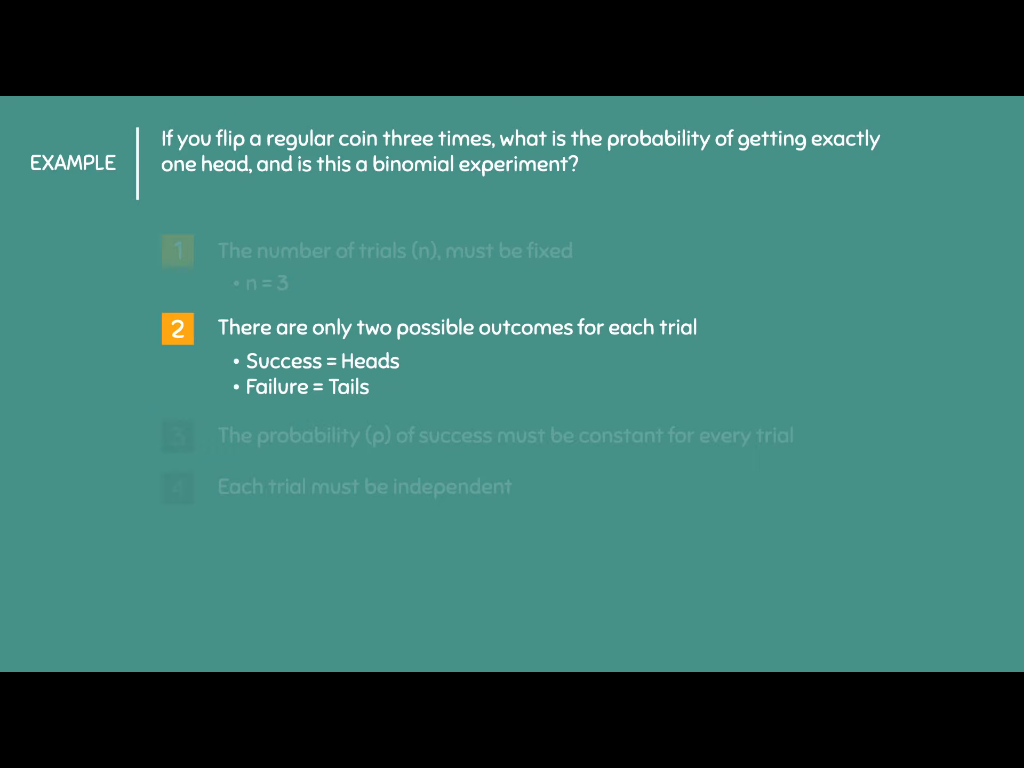 EXAMPLE
If you flip a regular coin three times, what is the probability of getting exactly
one head, and is this a binomial experiment?
1 The number of trials (n), must be fixed
• n = 3
2 There are only two possible outcomes for each trial
• Success = Heads
• Failure = Tails
3 The probability (p) of success must be constant for every trial
4 Each trial must be independent